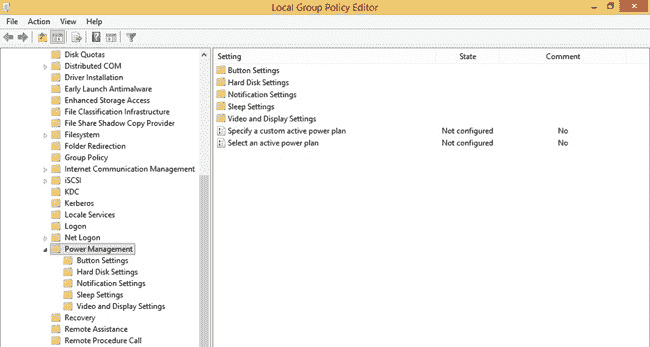 Local Group Policy Editor
File Action View Help
Disk Quotas
Distributed COM
Driver Installation
Early Launch Antimalware
Enhanced Storage Access
File Classification Infrastructure
File Share Shadow Copy Provider
Filesystem
Folder Redirection
Group Policy
Internet Communication Management
iSCSI
KDC
Kerberos
Locale Services
Logon
Net Logon
Power Management
Button Settings
Hard Disk Settings
Notification Settings
Sleep Settings
Video and Display Settings
Recovery
Remote Assistance
Remote Procedure Call
Setting State Comment
Button Settings
Hard Disk Settings
Notification Settings
Sleep Settings
Video and Display Settings
Specify a custom active power plan Not configured No
Select an active power plan Not configured No